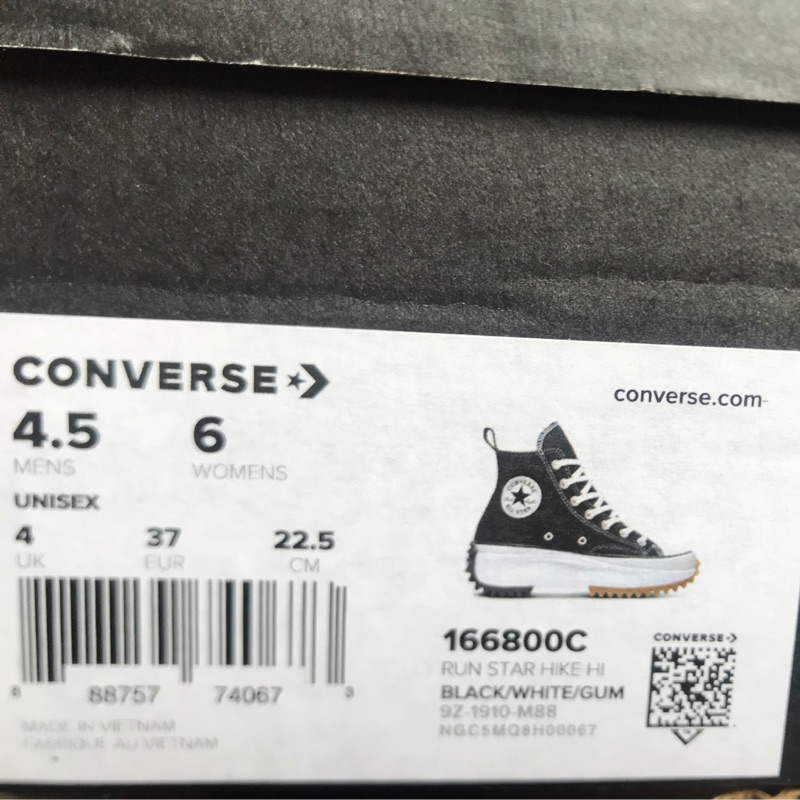 CONVERSE
converse.com
4.5 6
MENS WOMENS
UNISEX
4 37 22.5
UK EUR CM
8 88757 74067 3
MADE IN VIETNAM
FABRIQUÉ AU VIETNAM
CONVERSE
ALL STAR
166800C
RUN STAR HIKE HI
BLACK/WHITE/GUM
9Z-1910-M88
NGC5MQ8H00067
CONVERSE